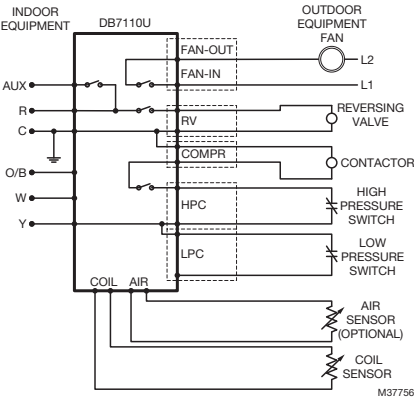 INDOOR
EQUIPMENT
DB7110U
OUTDOOR
EQUIPMENT
FAN
FAN-OUT
L2
FAN-IN
L1
AUX
R
C
O/B
W
Y
RV
REVERSING
VALVE
COMPR
CONTACTOR
HPC
HIGH
PRESSURE
SWITCH
LPC
LOW
PRESSURE
SWITCH
COIL AIR
AIR
SENSOR
(OPTIONAL)
COIL
SENSOR
M37756